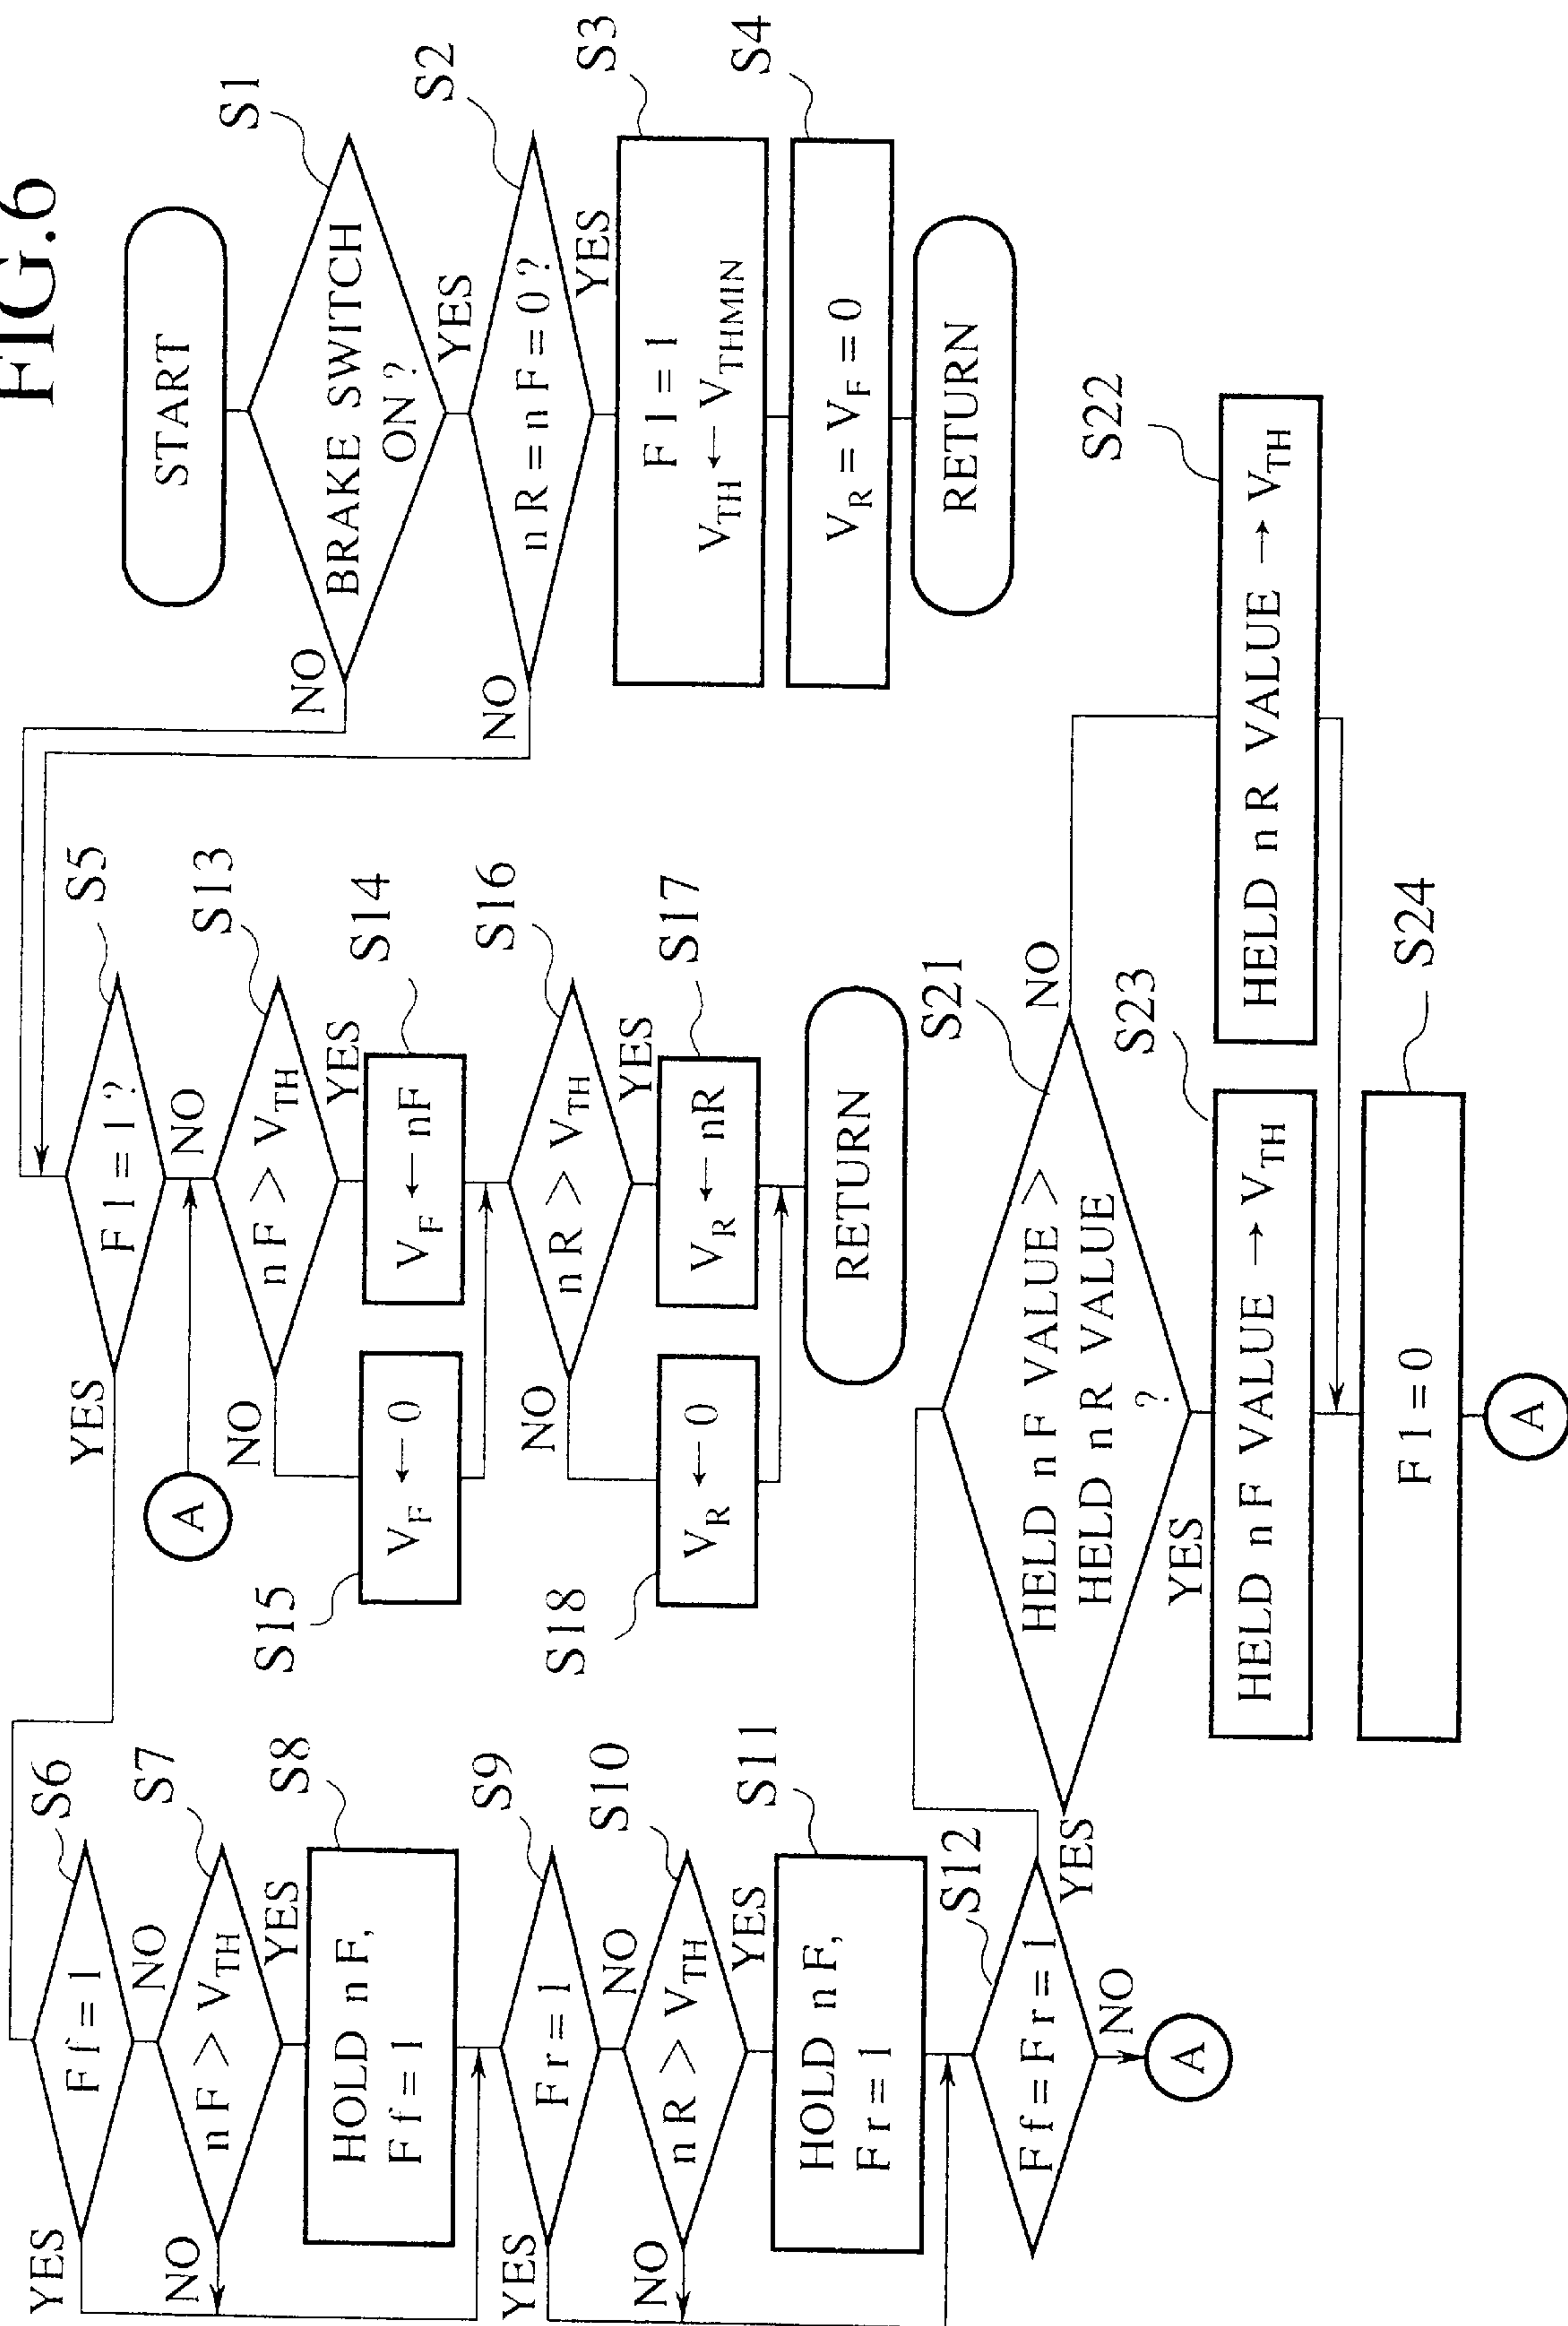 FIG.6
START
S1
BRAKE SWITCH
ON ?
NO
YES
S2
n R = n F = 0 ?
NO
YES
S3
F 1 = 1
V_TH ← V_THMIN
S4
V_R = V_F = 0
RETURN
S5
F 1 = 1 ?
YES
NO
A
S13
n F > V_TH
NO
YES
S14
V_F ← nF
S15
V_F ← 0
S16
n R > V_TH
NO
YES
S17
V_R ← nR
S18
V_R ← 0
RETURN
S6
F f = 1
YES
NO
S7
n F > V_TH
NO
YES
S8
HOLD n F,
F f = 1
S9
F r = 1
YES
NO
S10
n R > V_TH
NO
YES
S11
HOLD n F,
F r = 1
S12
F f = F r = 1
YES
NO
A
S21
HELD n F VALUE >
HELD n R VALUE
?
NO
YES
S22
HELD n R VALUE → V_TH
S23
HELD n F VALUE → V_TH
S24
F 1 = 0
A